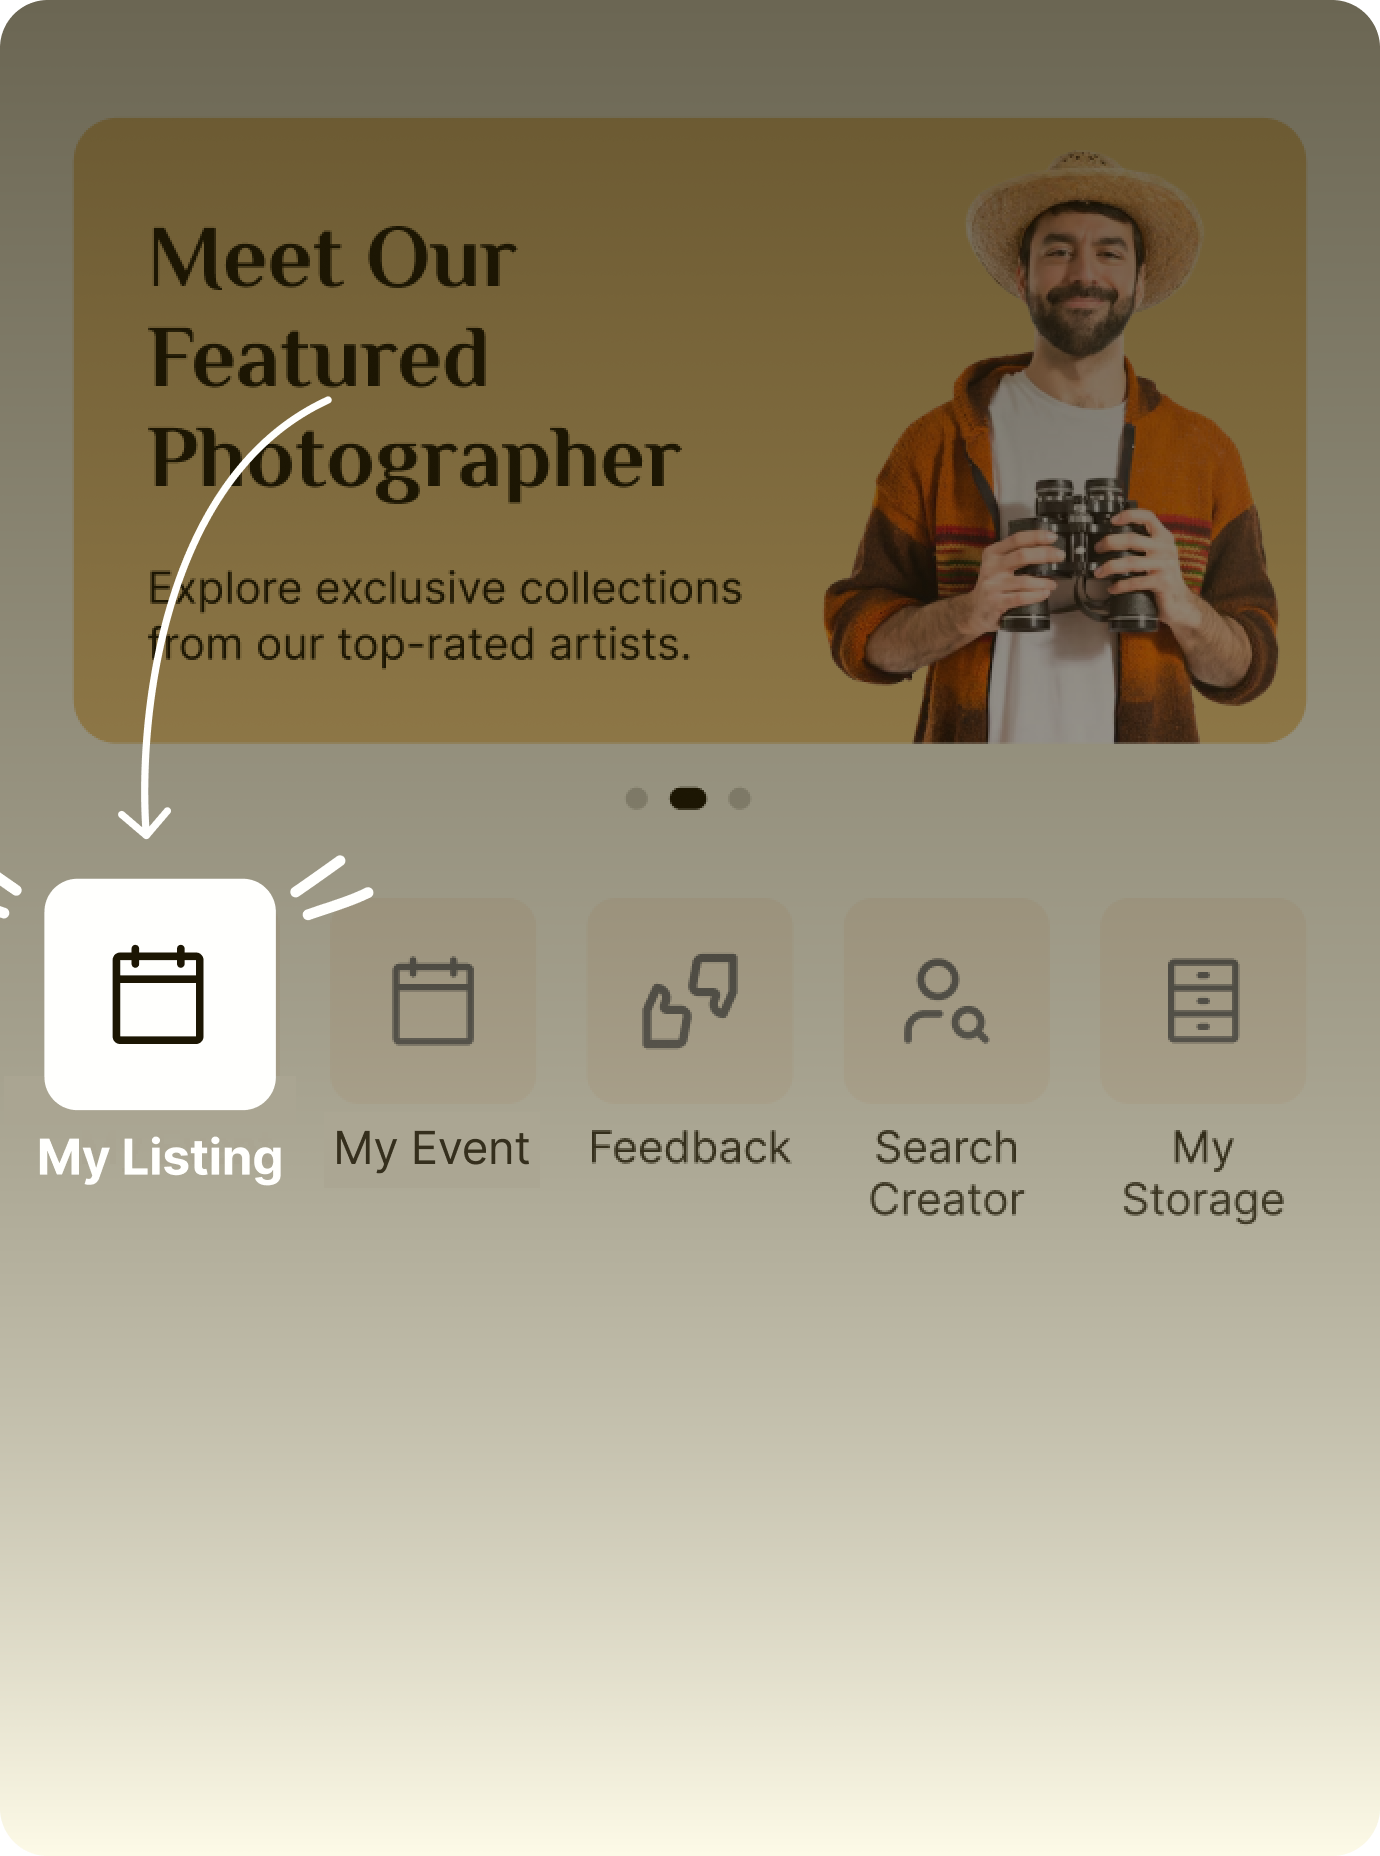 Meet Our
Featured
Photographer
Explore exclusive collections
from our top-rated artists.
My Listing
My Event
Feedback
Search
Creator
My
Storage